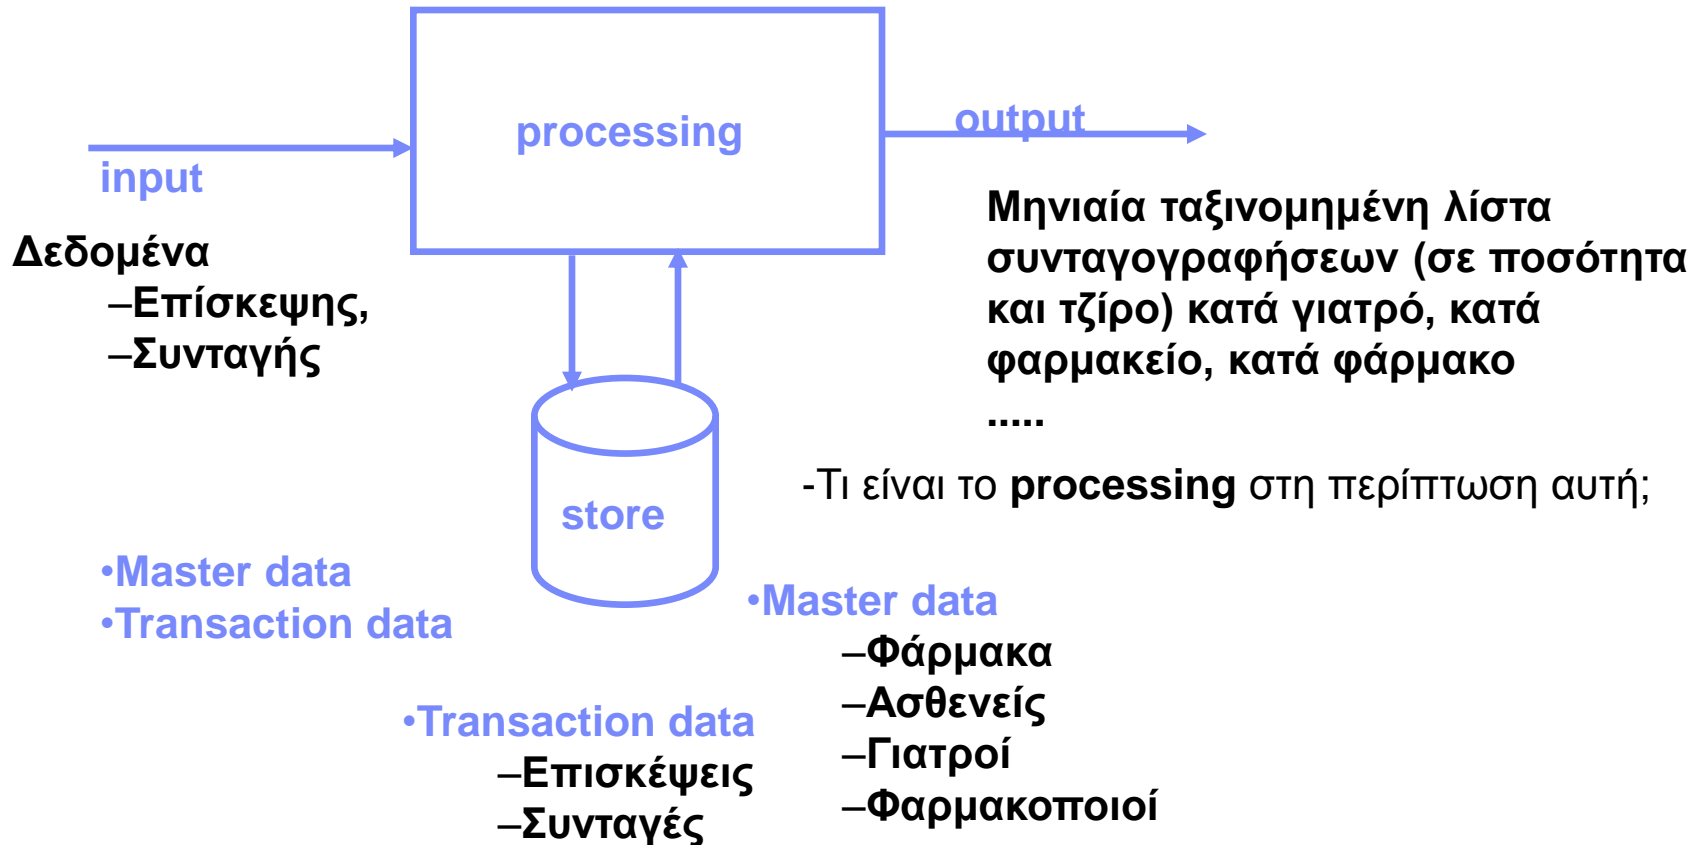 processing
output
input
Δεδομένα
–Επίσκεψης,
–Συνταγής
Μηνιαία ταξινομημένη λίστα
συνταγογραφήσεων (σε ποσότητα
και τζίρο) κατά γιατρό, κατά
φαρμακείο, κατά φάρμακο
.....
-Τι είναι το processing στη περίπτωση αυτή;
store
•Master data
•Transaction data
•Master data
–Φάρμακα
–Ασθενείς
–Γιατροί
–Φαρμακοποιοί
•Transaction data
–Επισκέψεις
–Συνταγές